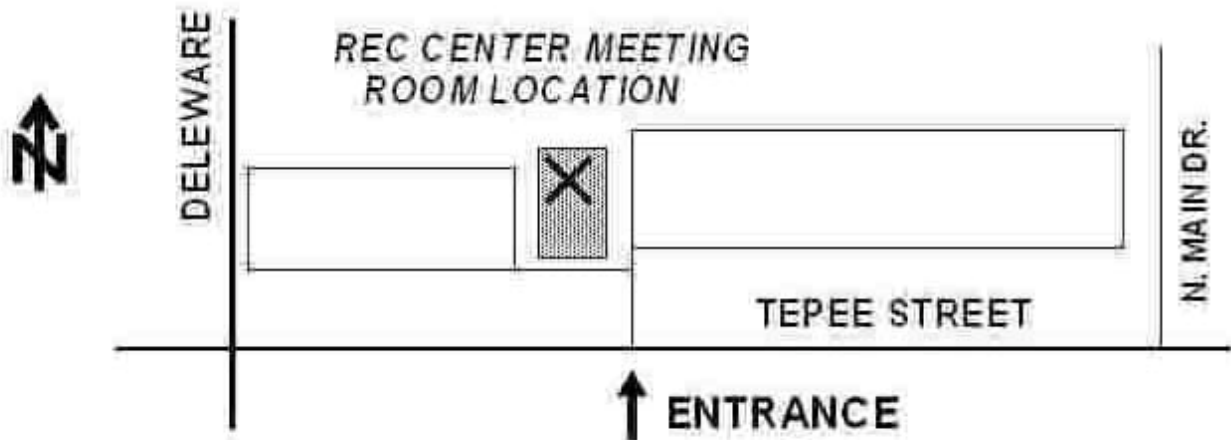 DELEWARE
REC CENTER MEETING
ROOM LOCATION
N
N. MAIN DR.
TEPEE STREET
ENTRANCE